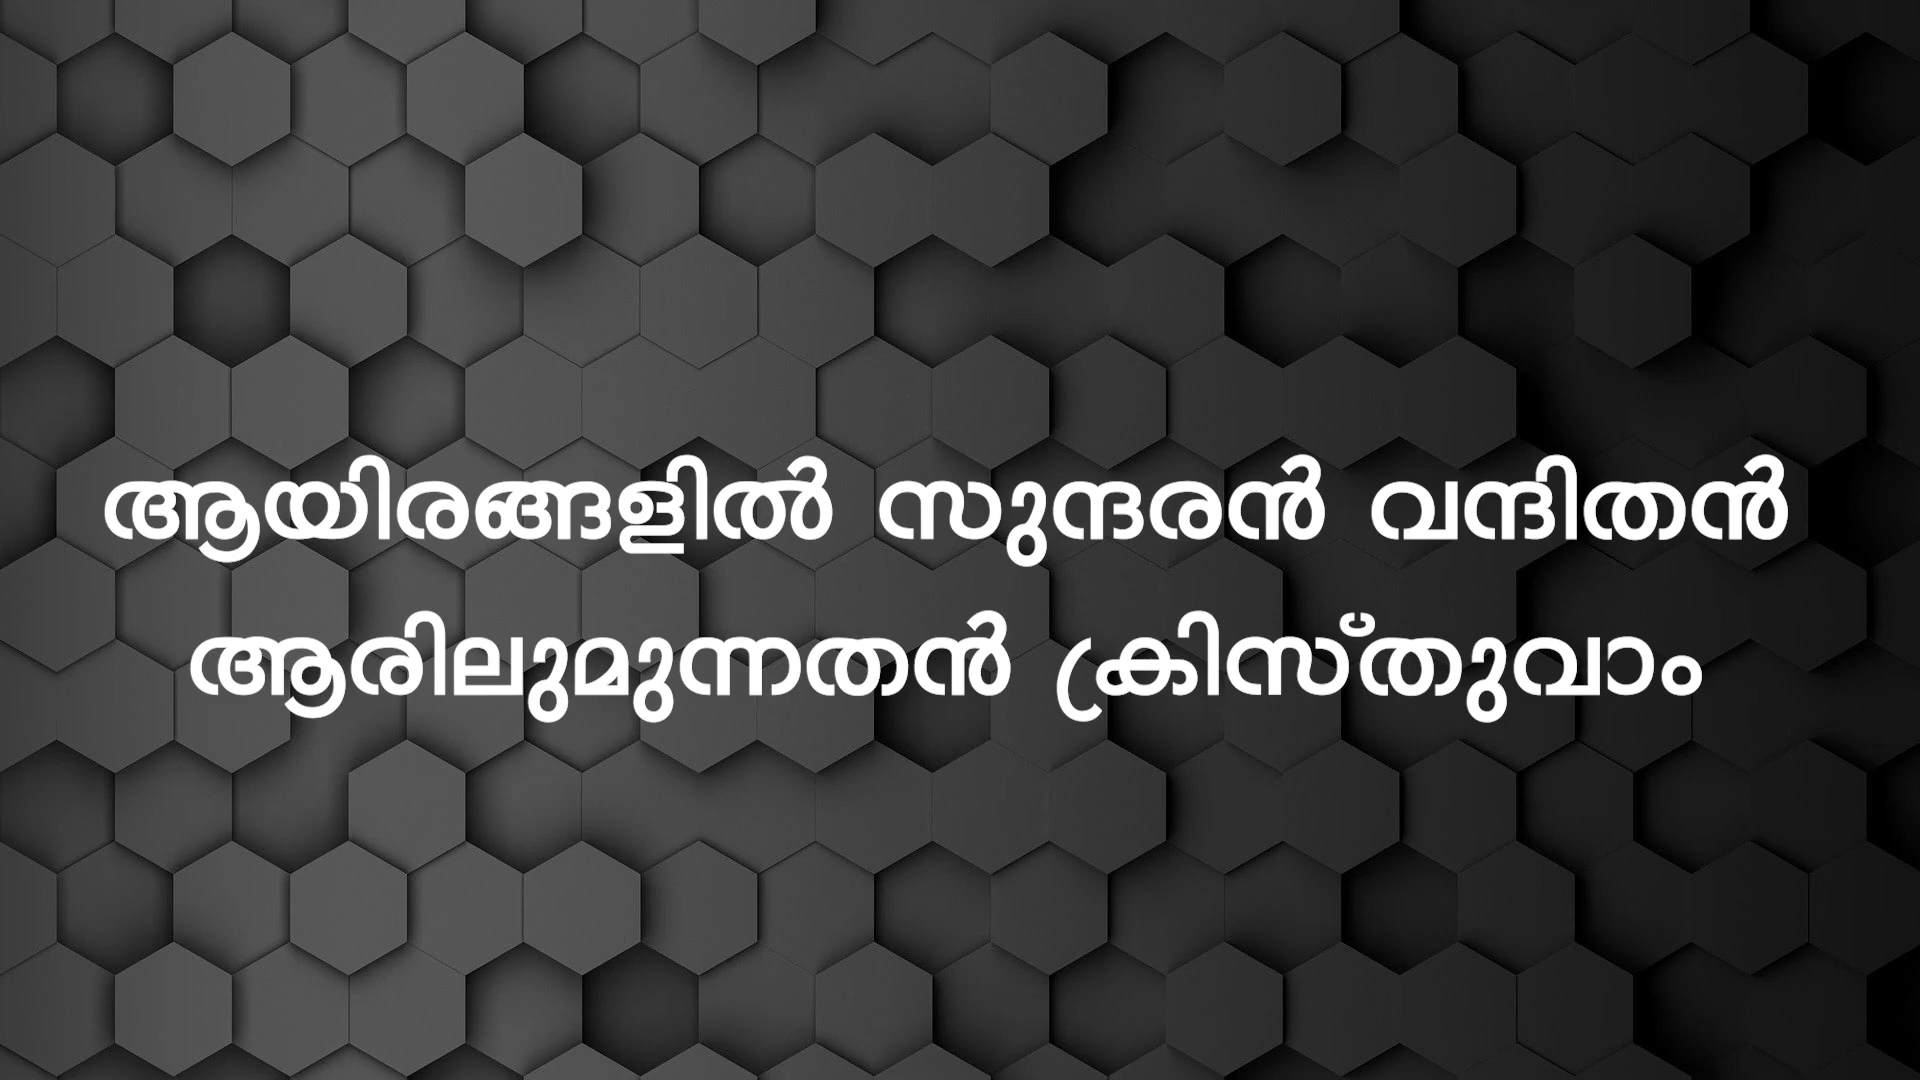 ആയിരങ്ങളിൽ സുന്ദരൻ വന്ദിതൻ
ആരിലുമുന്നതൻ ക്രിസ്തുവാം